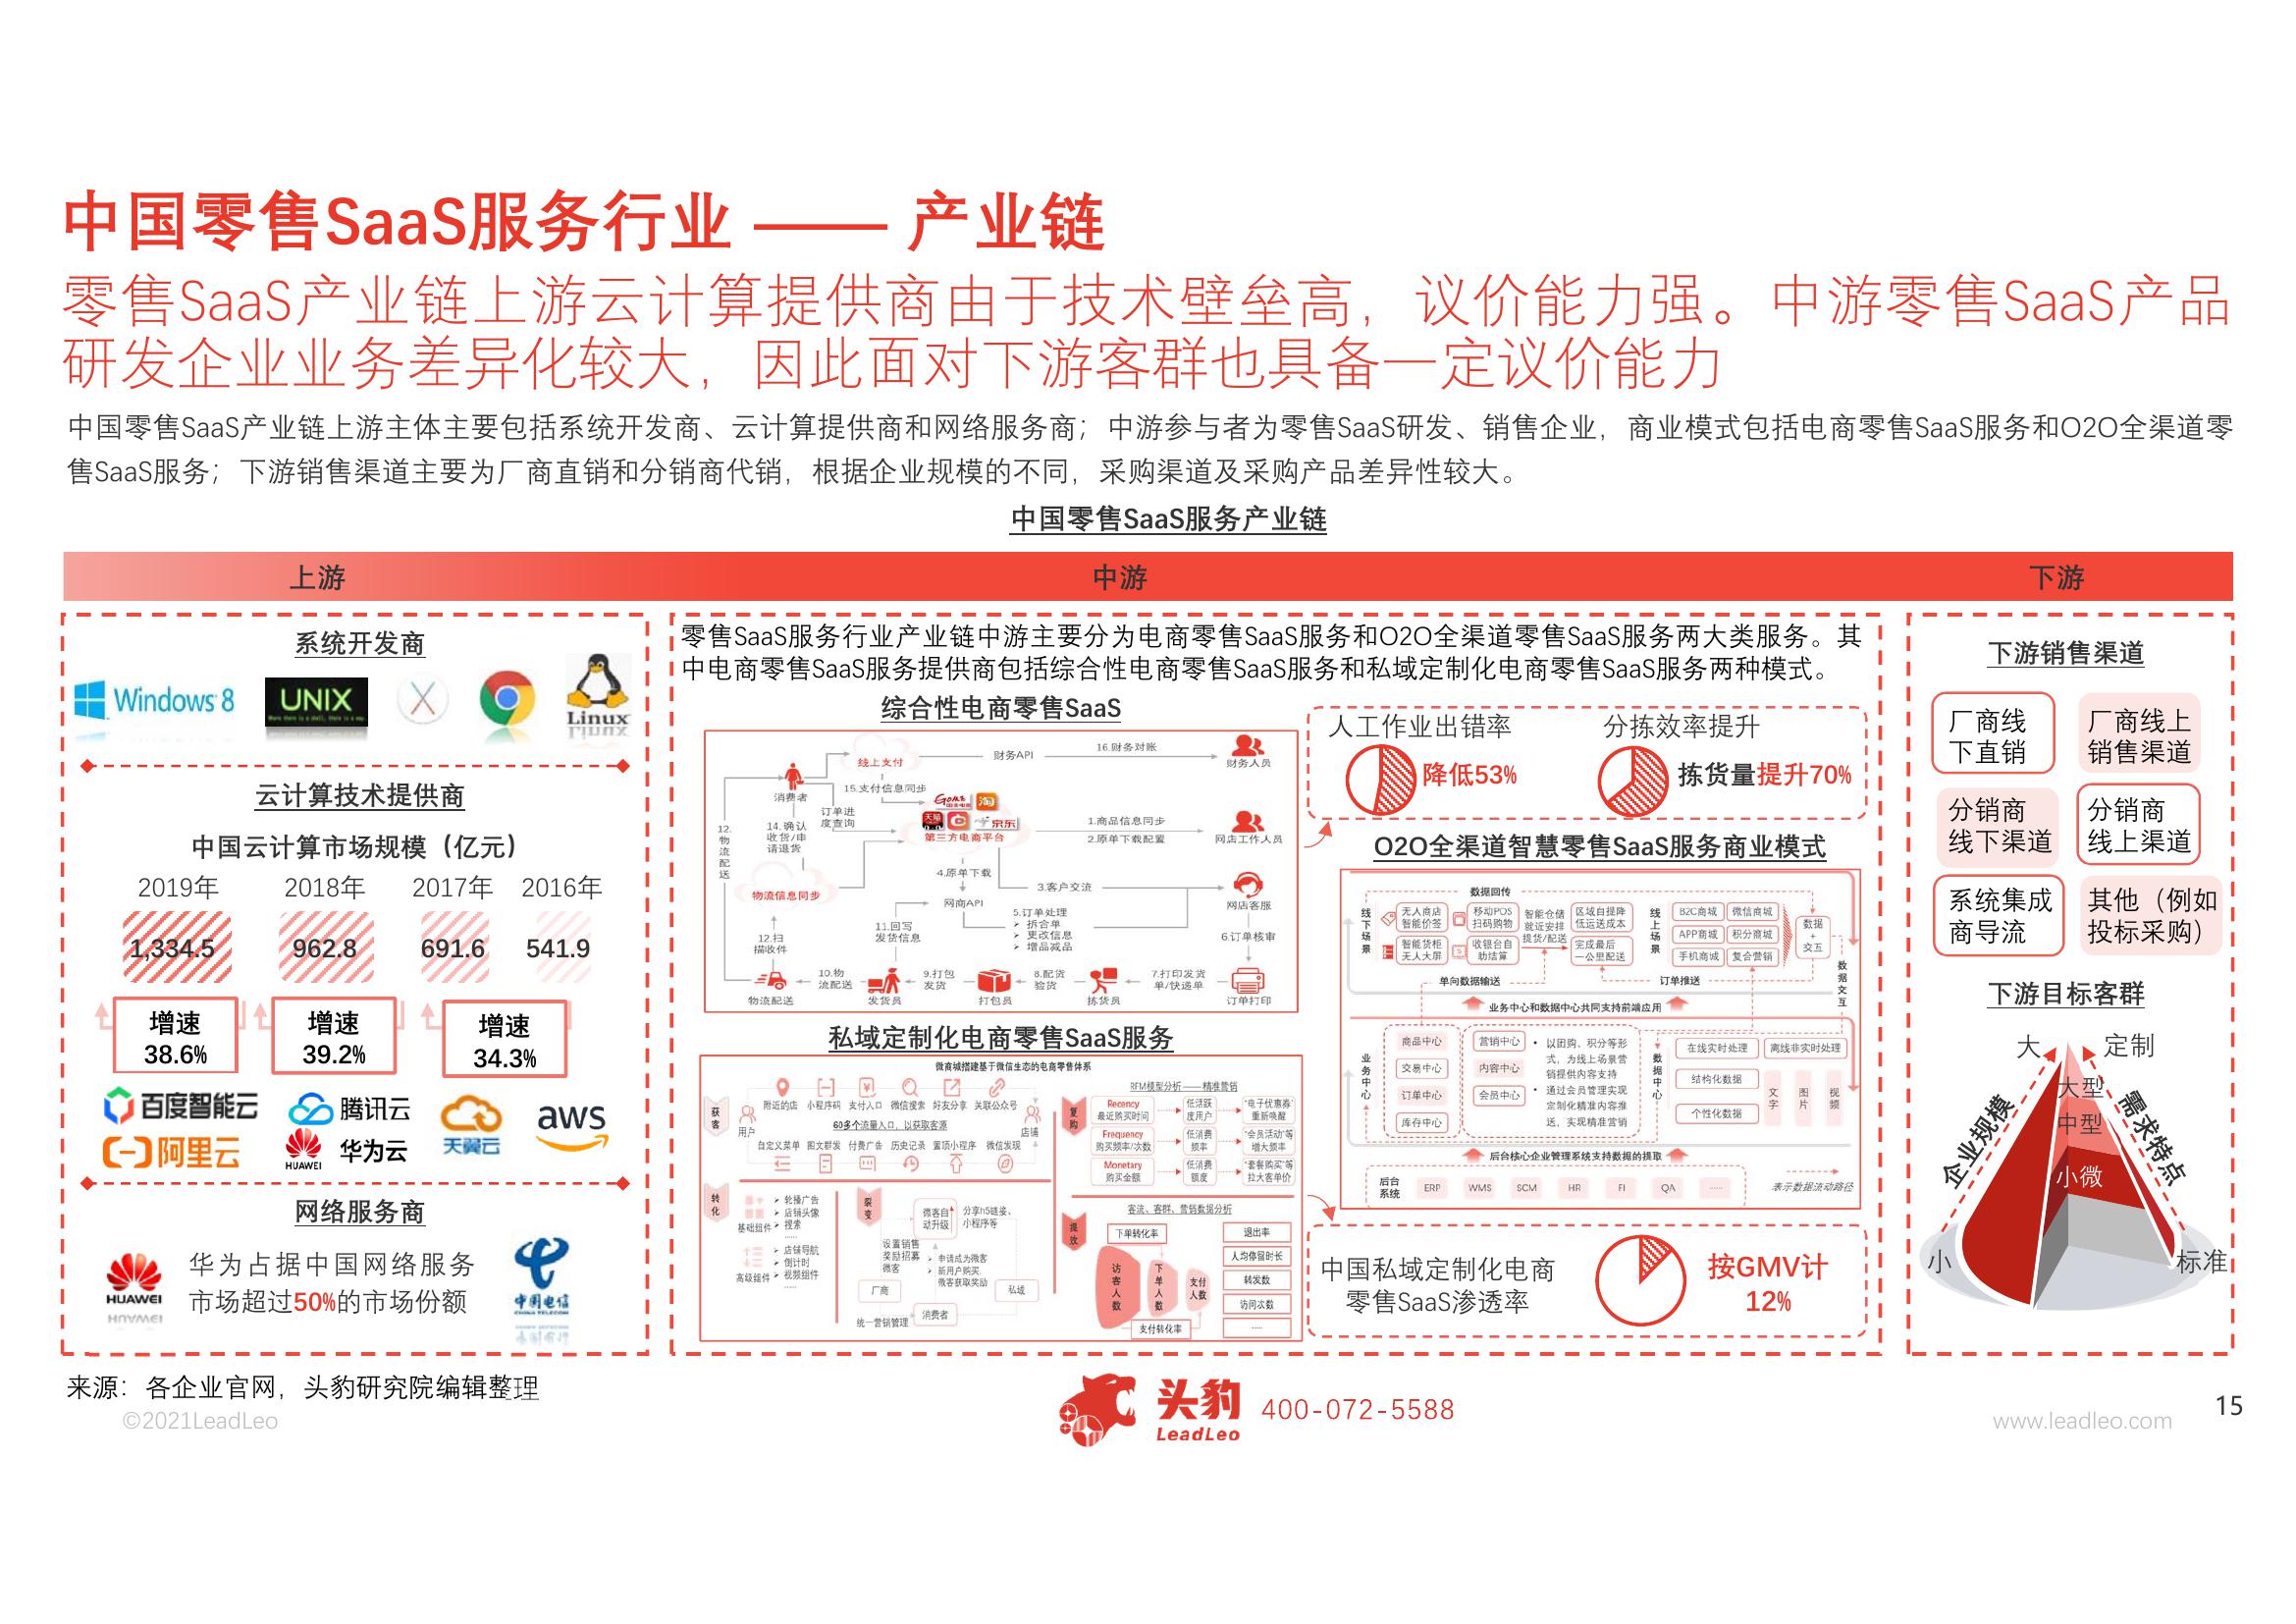 中国零售SaaS服务行业 —— 产业链
零售SaaS产业链上游云计算提供商由于技术壁垒高，议价能力强。中游零售SaaS产品
研发企业业务差异化较大，因此面对下游客群也具备一定议价能力
中国零售SaaS产业链上游主体主要包括系统开发商、云计算提供商和网络服务商；中游参与者为零售SaaS研发、销售企业，商业模式包括电商零售SaaS服务和O2O全渠道零
售SaaS服务；下游销售渠道主要为厂商直销和分销商代销，根据企业规模的不同，采购渠道及采购产品差异性较大。
中国零售SaaS服务产业链
上游
中游
下游
系统开发商
Windows 8
UNIX
Linux
云计算技术提供商
中国云计算市场规模（亿元）
2019年 2018年 2017年 2016年
1,334.5 962.8 691.6 541.9
增速 38.6%
增速 39.2%
增速 34.3%
百度智能云
腾讯云
天翼云
aws
阿里云
HUAWEI 华为云
网络服务商
HUAWEI
华为占据中国网络服务
市场超过50%的市场份额
中国电信
CHINA TELECOM
零售SaaS服务行业产业链中游主要分为电商零售SaaS服务和O2O全渠道零售SaaS服务两大类服务。其
中电商零售SaaS服务提供商包括综合性电商零售SaaS服务和私域定制化电商零售SaaS服务两种模式。
综合性电商零售SaaS
线上支付
财务API
16.财务对账
财务人员
消费者
15.支付信息同步
订单进
度查询
12.
物
流
配
送
14.确认
收货/申
请退货
GOME
淘
天猫
京东
第三方电商平台
1.商品信息同步
2.原单下载配置
网店工作人员
物流信息同步
4.原单下载
3.客户交流
网店客服
网商API
11.回写
发货信息
5.订单处理
拆合单
更改信息
增品减品
6.订单核审
12.扫
描收件
10.物
流配送
9.打包
发货
8.配货
验货
7.打印发货
单/快递单
物流配送
发货员
打包员
拣货员
订单打印
私域定制化电商零售SaaS服务
微商城搭建基于微信生态的电商零售体系
获客
用户
附近的店 小程序码 支付入口 微信搜索 好友分享 关联公众号
60多个流量入口，以获取客源
店铺
自定义菜单 图文群发 付费广告 历史记录 置顶小程序 微信发现
转化
基础组件
轮播广告
店铺头像
搜索
......
高级组件
店铺导航
倒计时
视频组件
......
裂变
微客自
动升级
分享h5链接、
小程序等
设置销售
奖励招募
微客
申请成为微客
新用户购买，
微客获取奖励
厂商
私域
统一营销管理
消费者
复购
RFM模型分析——精准营销
Recency
最近购买时间
低活跃
度用户
“电子优惠券”
重新唤醒
Frequency
购买频率/次数
低消费
频率
“会员活动”等
增大频率
Monetary
购买金额
低消费
额度
“套餐购买”等
拉大客单价
提放
客流、客群、营销数据分析
下单转化率
访客人数
下单人数
支付人数
支付转化率
退出率
人均停留时长
转发数
访问次数
......
人工作业出错率
降低53%
分拣效率提升
拣货量提升70%
O2O全渠道智慧零售SaaS服务商业模式
数据回传
线下场景
无人商店
智能价签
移动POS
扫码购物
智能仓储
就近安排
提货/配送
区域自提降
低运送成本
智能货柜
无人大屏
收银台自
助结算
完成最后
一公里配送
线上场景
B2C商城
微信商城
APP商城
积分商城
手机商城
复合营销
数据
+
交互
单向数据输送
订单推送
数据交互
业务中心和数据中心共同支持前端应用
业务中心
商品中心
交易中心
订单中心
库存中心
营销中心
内容中心
会员中心
• 以团购、积分等形
式，为线上场景营
销提供内容支持
• 通过会员管理实现
定制化精准内容推
送，实现精准营销
数据中心
在线实时处理
离线非实时处理
结构化数据
个性化数据
文字
图片
视频
后台核心企业管理系统支持数据的提取
后台
系统
ERP WMS SCM HR FI QA ......
表示数据流动路径
中国私域定制化电商
零售SaaS渗透率
按GMV计
12%
下游销售渠道
厂商线
下直销
厂商线上
销售渠道
分销商
线下渠道
分销商
线上渠道
系统集成
商导流
其他（例如
投标采购）
下游目标客群
大
定制
大型
中型
小微
企业规模
需求特点
小
标准
来源：各企业官网，头豹研究院编辑整理
©2021LeadLeo
头豹
LeadLeo
400-072-5588
www.leadleo.com
15